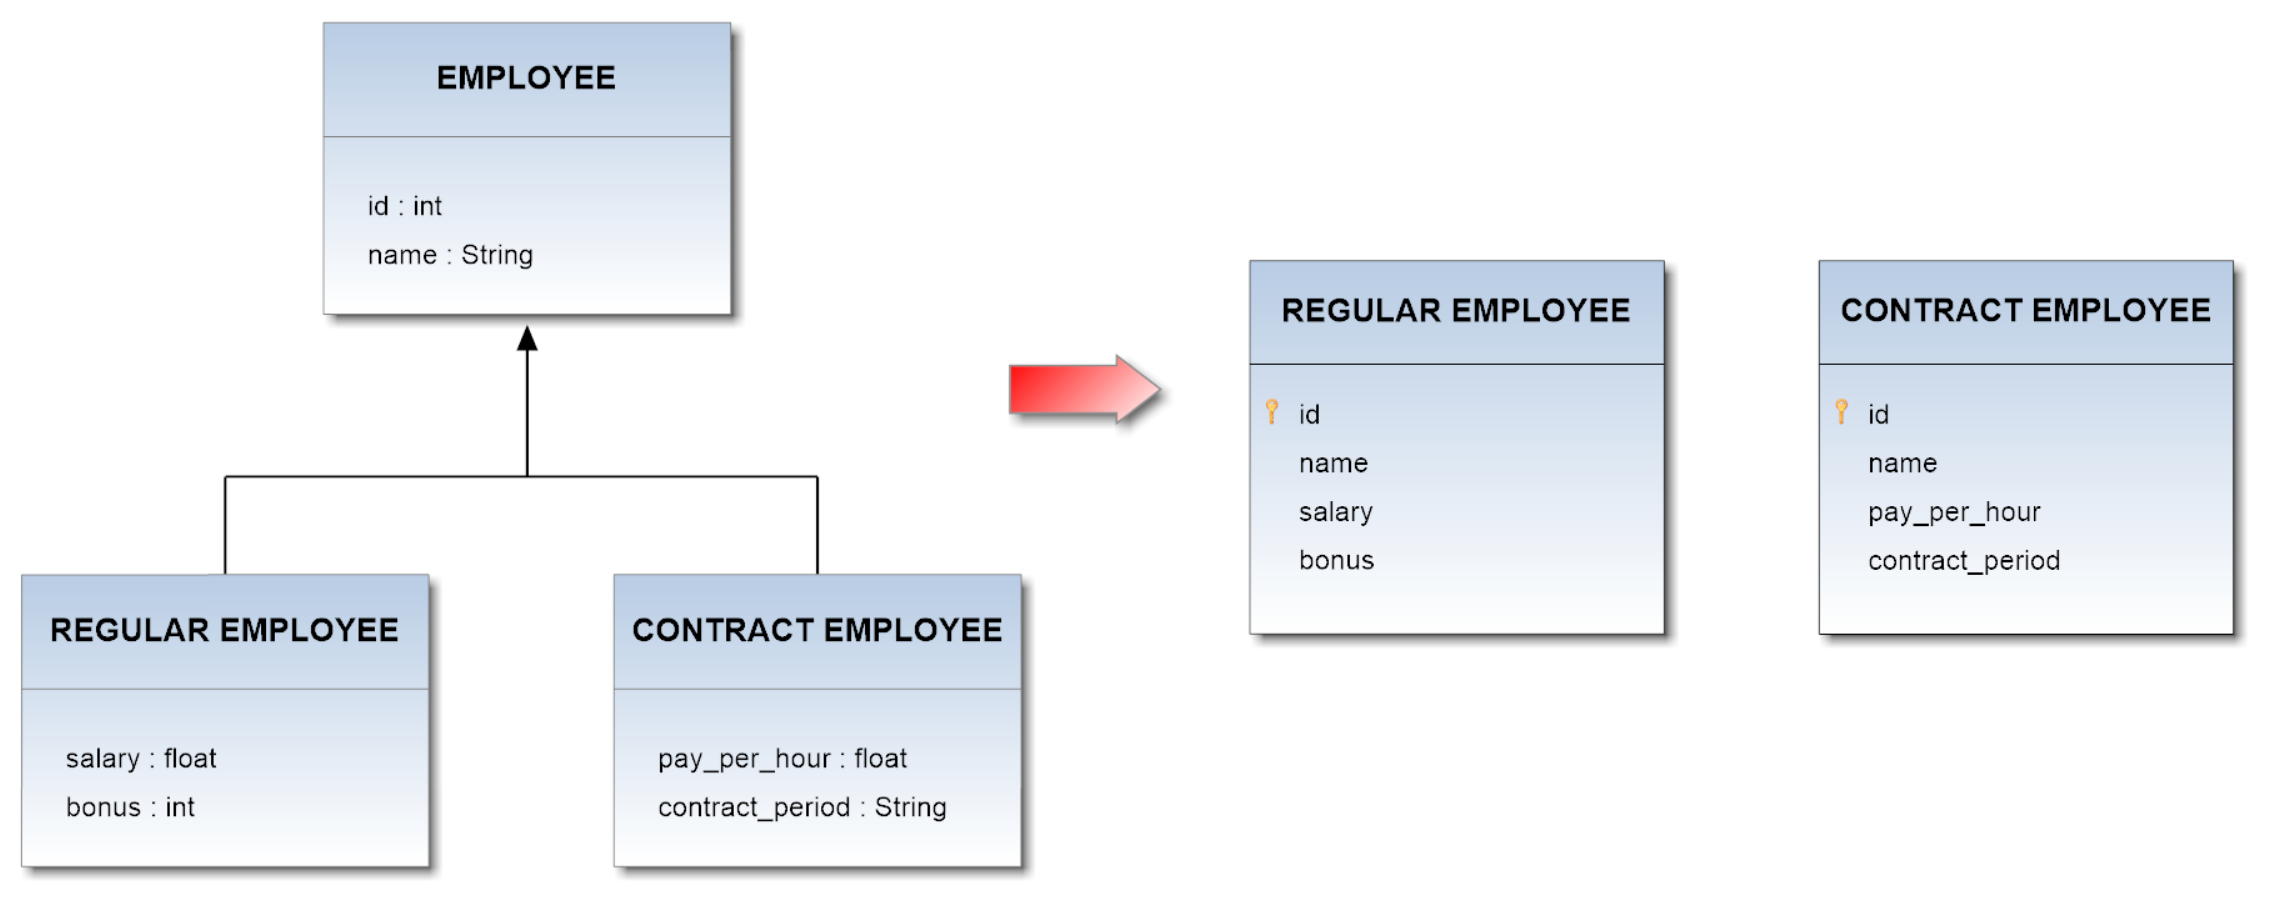 EMPLOYEE
id : int
name : String
REGULAR EMPLOYEE
salary : float
bonus : int
CONTRACT EMPLOYEE
pay_per_hour : float
contract_period : String
REGULAR EMPLOYEE
id
name
salary
bonus
CONTRACT EMPLOYEE
id
name
pay_per_hour
contract_period